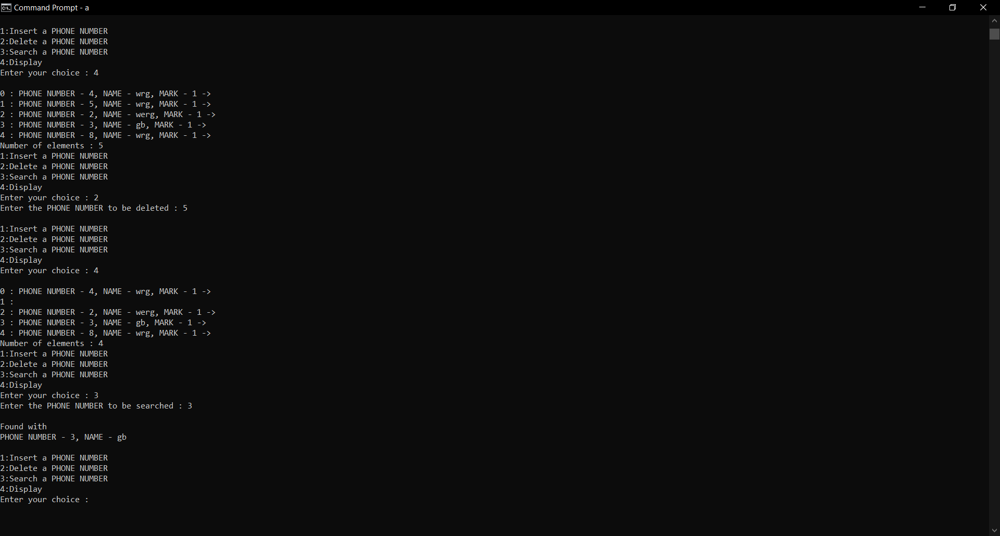 Command Prompt - a
1:Insert a PHONE NUMBER
2:Delete a PHONE NUMBER
3:Search a PHONE NUMBER
4:Display
Enter your choice : 4
0 : PHONE NUMBER - 4, NAME - wrg, MARK - 1 ->
1 : PHONE NUMBER - 5, NAME - wrg, MARK - 1 ->
2 : PHONE NUMBER - 2, NAME - werg, MARK - 1 ->
3 : PHONE NUMBER - 3, NAME - gb, MARK - 1 ->
4 : PHONE NUMBER - 8, NAME - wrg, MARK - 1 ->
Number of elements : 5
1:Insert a PHONE NUMBER
2:Delete a PHONE NUMBER
3:Search a PHONE NUMBER
4:Display
Enter your choice : 2
Enter the PHONE NUMBER to be deleted : 5
1:Insert a PHONE NUMBER
2:Delete a PHONE NUMBER
3:Search a PHONE NUMBER
4:Display
Enter your choice : 4
0 : PHONE NUMBER - 4, NAME - wrg, MARK - 1 ->
1 :
2 : PHONE NUMBER - 2, NAME - werg, MARK - 1 ->
3 : PHONE NUMBER - 3, NAME - gb, MARK - 1 ->
4 : PHONE NUMBER - 8, NAME - wrg, MARK - 1 ->
Number of elements : 4
1:Insert a PHONE NUMBER
2:Delete a PHONE NUMBER
3:Search a PHONE NUMBER
4:Display
Enter your choice : 3
Enter the PHONE NUMBER to be searched : 3
Found with
PHONE NUMBER - 3, NAME - gb
1:Insert a PHONE NUMBER
2:Delete a PHONE NUMBER
3:Search a PHONE NUMBER
4:Display
Enter your choice :